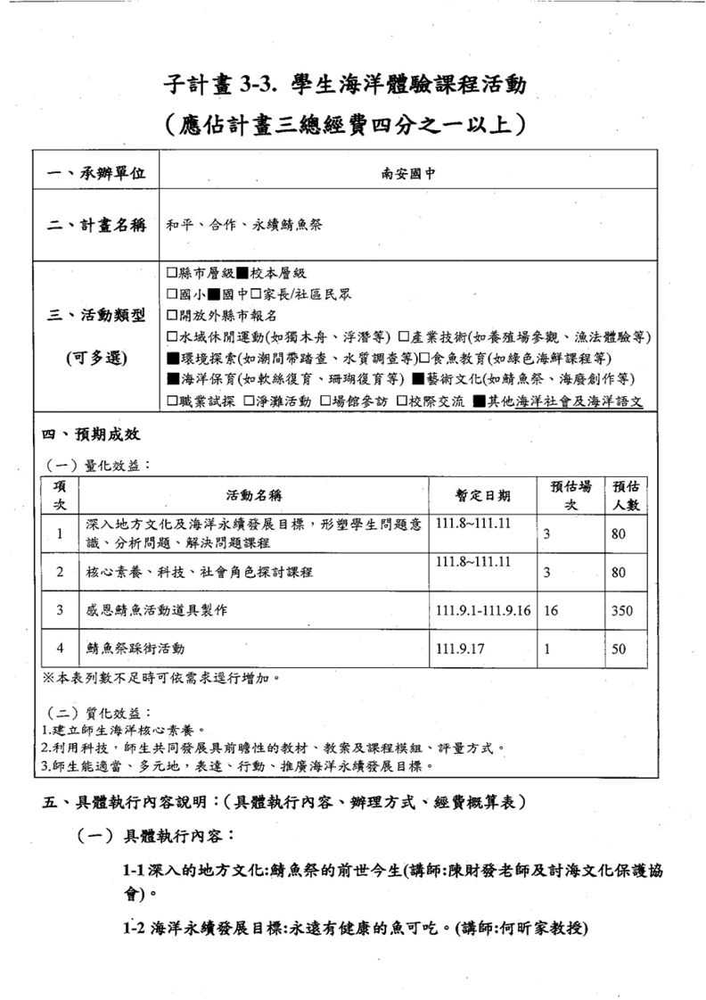 子計畫 3-3. 學生海洋體驗課程活動
（應佔計畫三總經費四分之一以上）
一、承辦單位 南安國中
二、計畫名稱 和平、合作、永續鯖魚祭
三、活動類型
(可多選)
□縣市層級■校本層級
□國小■國中□家長/社區民眾
□開放外縣市報名
□水域休閒運動(如獨木舟、浮潛等) □產業技術(如養殖場參觀、漁法體驗等)
■環境探索(如潮間帶踏查、水質調查等)□食魚教育(如綠色海鮮課程等)
■海洋保育(如軟絲復育、珊瑚復育等) ■藝術文化(如鯖魚祭、海廢創作等)
□職業試探 □淨灘活動 □場館參訪 □校際交流 ■其他海洋社會及海洋語文
四、預期成效
（一）量化效益：
項次 活動名稱 暫定日期 預估場次 預估人數
1 深入地方文化及海洋永續發展目標，形塑學生問題意
識、分析問題、解決問題課程 111.8~111.11 3 80
2 核心素養、科技、社會角色探討課程 111.8~111.11 3 80
3 感恩鯖魚活動道具製作 111.9.1-111.9.16 16 350
4 鯖魚祭踩街活動 111.9.17 1 50
※本表列數不足時可依需求逕行增加。
（二）質化效益：
1.建立師生海洋核心素養。
2.利用科技，師生共同發展具前瞻性的教材、教案及課程模組、評量方式。
3.師生能適當、多元地，表達、行動、推廣海洋永續發展目標。
五、具體執行內容說明：（具體執行內容、辦理方式、經費概算表）
（一） 具體執行內容：
1-1 深入的地方文化:鯖魚祭的前世今生(講師:陳財發老師及討海文化保護協
會)。
1-2 海洋永續發展目標:永遠有健康的魚可吃。(講師:何昕家教授)